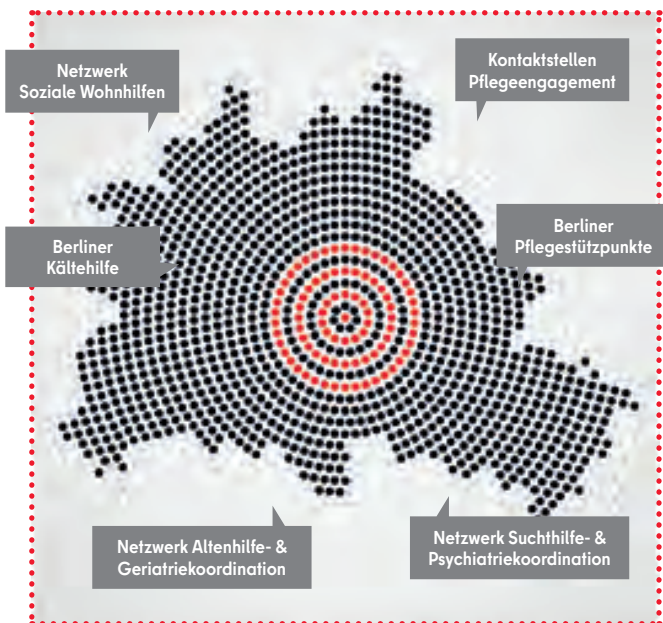 Netzwerk
Soziale Wohnhilfen
Kontaktstellen
Pflegeengagement
Berliner
Pflegestützpunkte
Berliner
Kältehilfe
Netzwerk Altenhilfe- &
Geriatriekoordination
Netzwerk Suchthilfe- &
Psychiatriekoordination